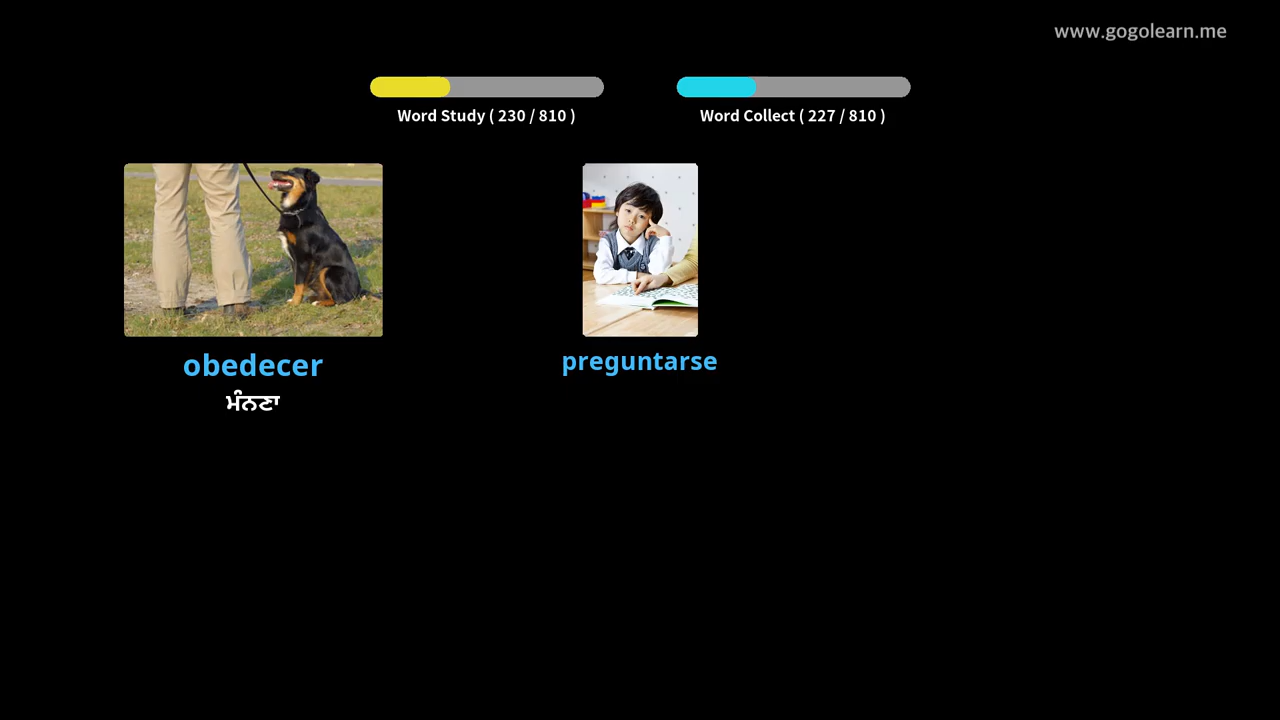 www.gogolearn.me
Word Study ( 230 / 810 )
Word Collect ( 227 / 810 )
obedecer
ਮੰਨਣਾ
preguntarse